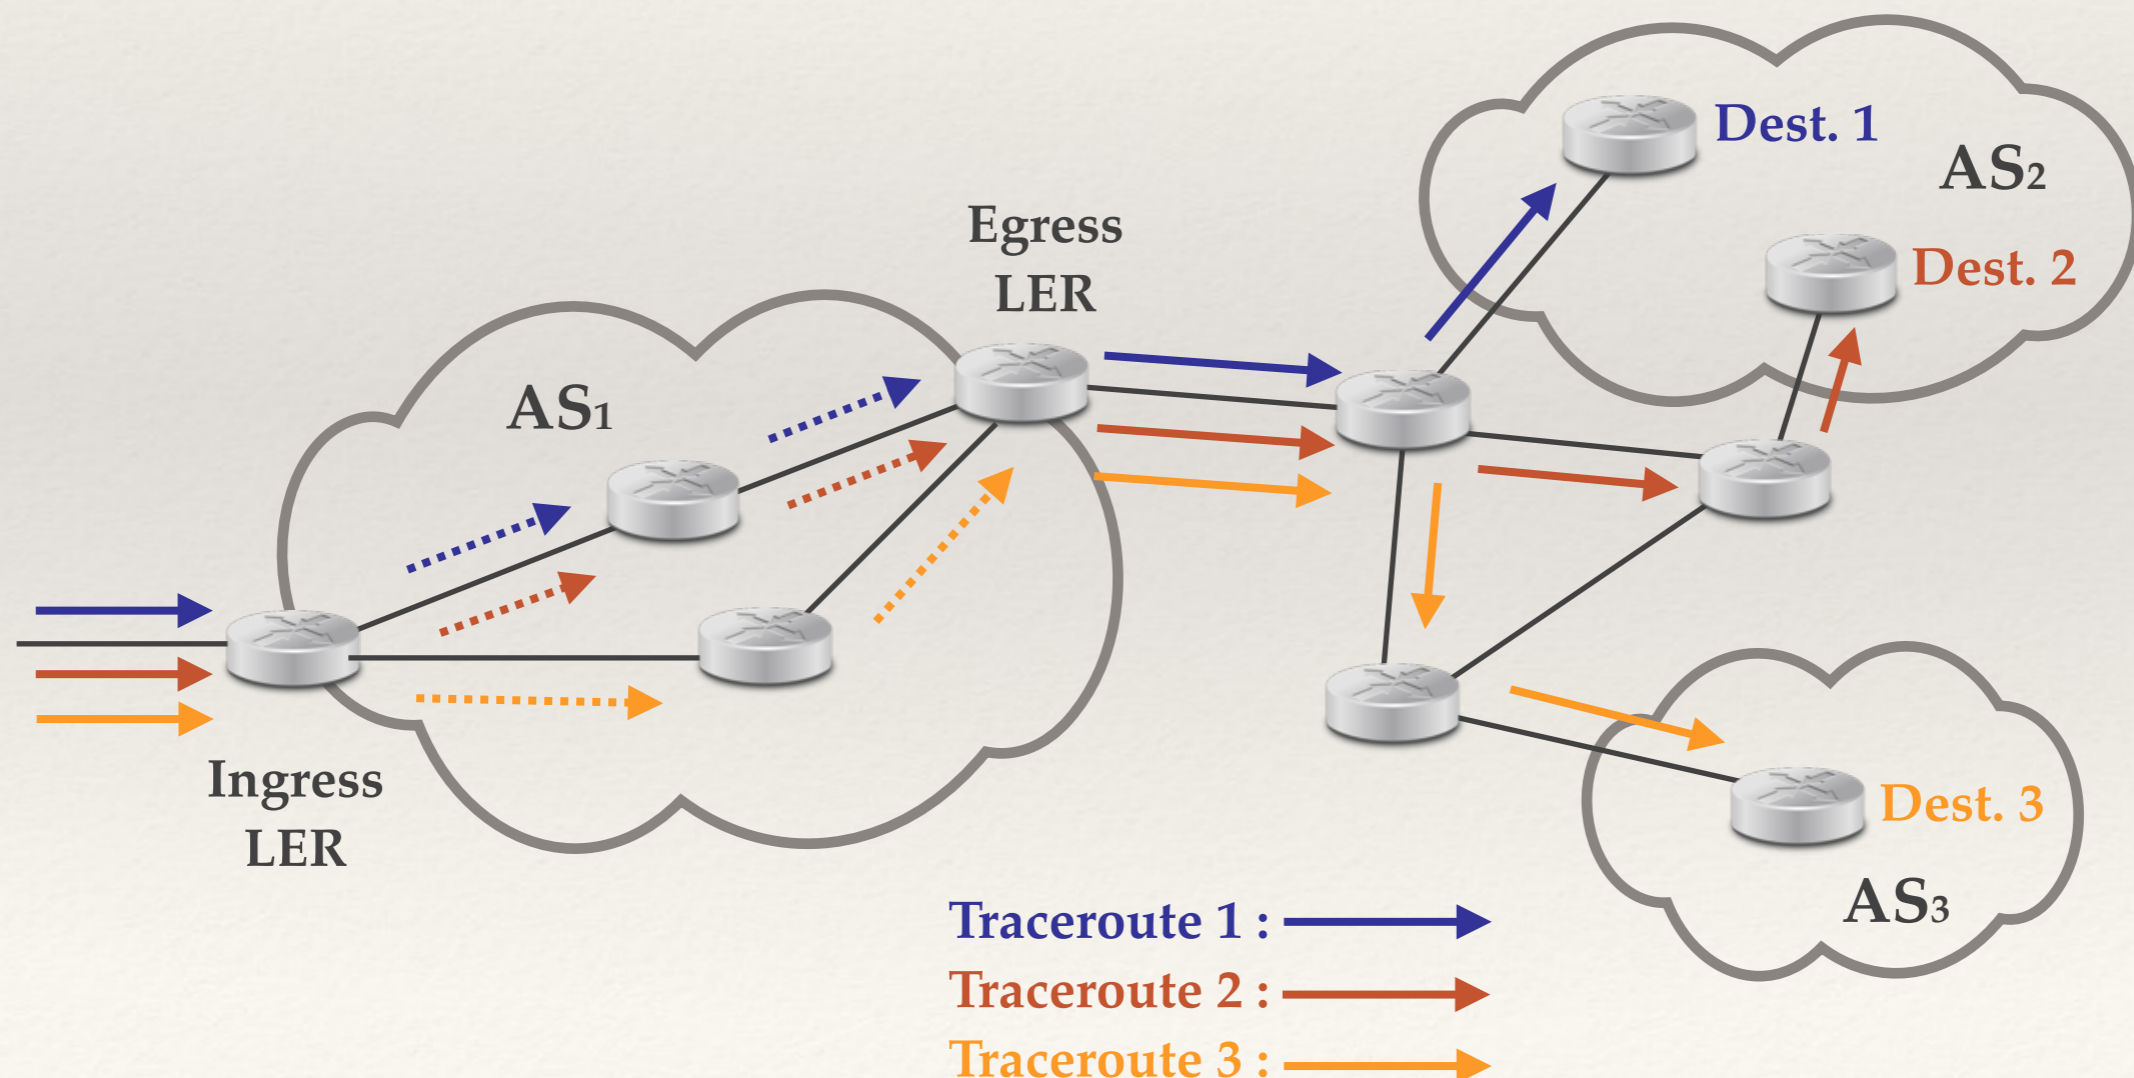 Dest. 1
AS2
Egress
LER
Dest. 2
AS1
Ingress
LER
Dest. 3
AS3
Traceroute 1 :
Traceroute 2 :
Traceroute 3 :